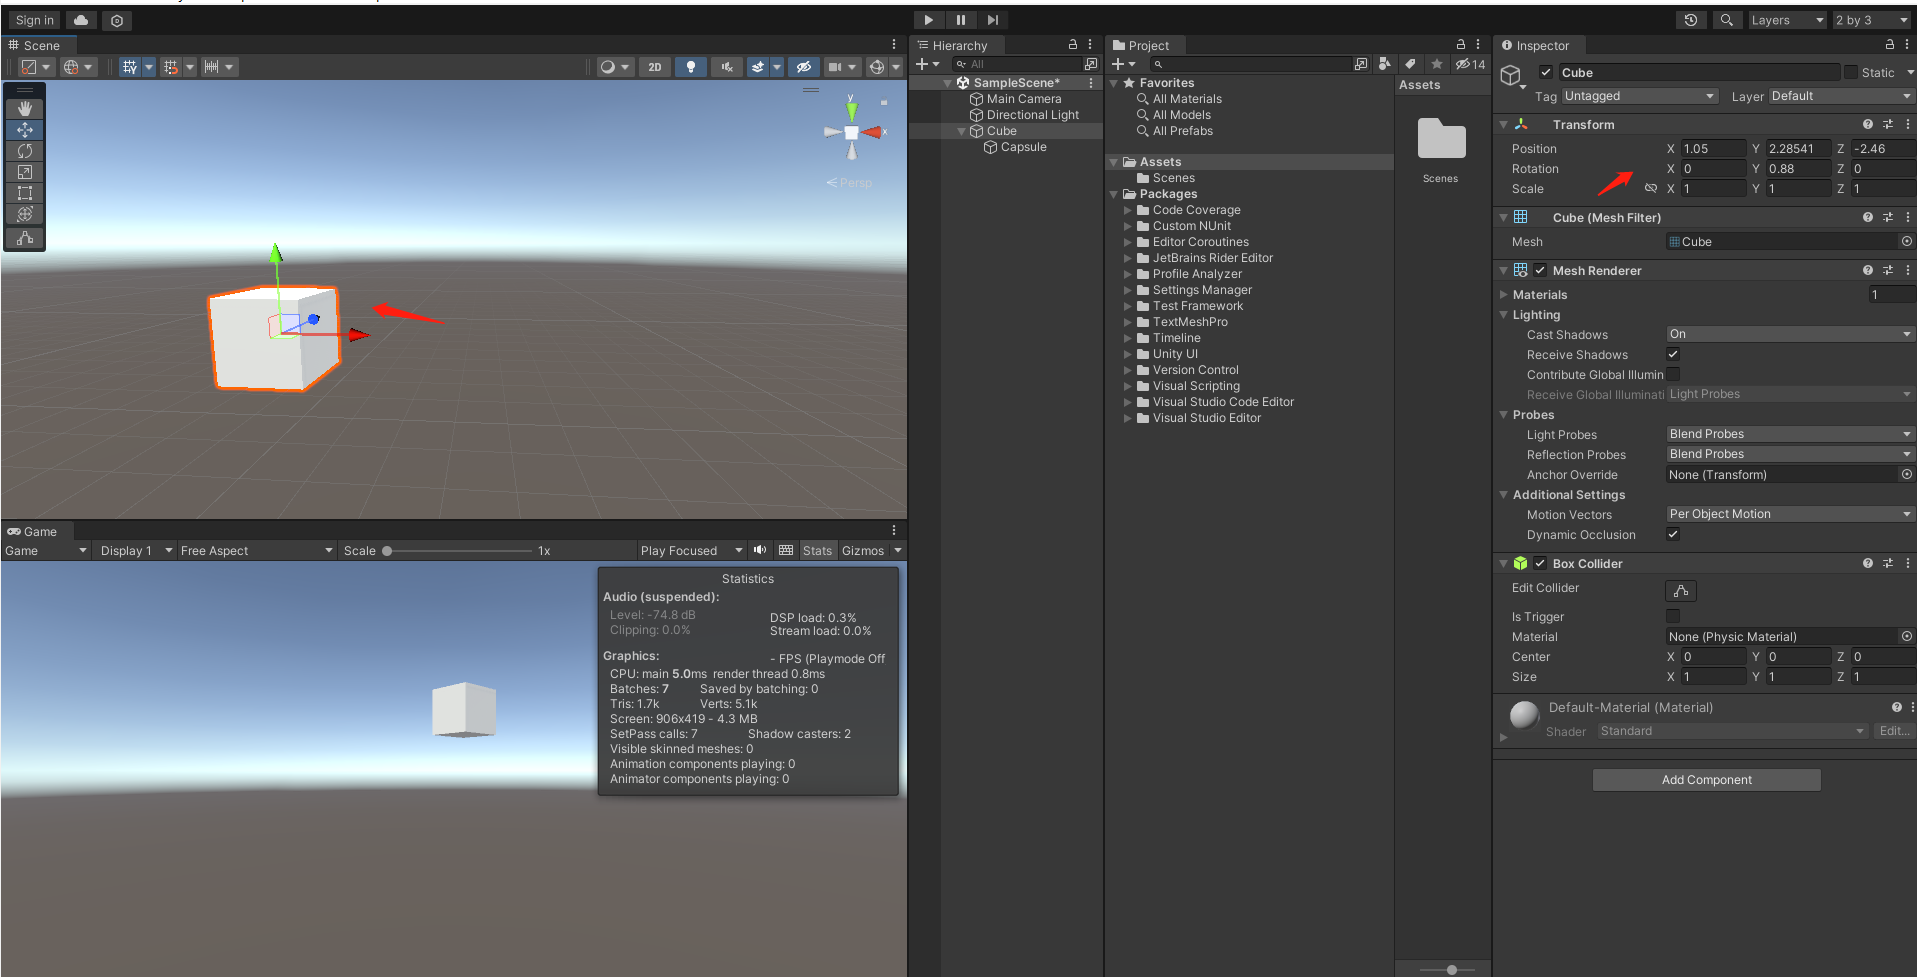 Sign in
Layers
2 by 3
Scene
2D
y
x
Persp
Game
Game
Display 1
Free Aspect
Scale
1x
Play Focused
Stats
Gizmos
Statistics
Audio (suspended):
Level: -74.8 dB
DSP load: 0.3%
Clipping: 0.0%
Stream load: 0.0%
Graphics:
- FPS (Playmode Off
CPU: main 5.0ms render thread 0.8ms
Batches: 7 Saved by batching: 0
Tris: 1.7k Verts: 5.1k
Screen: 906x419 - 4.3 MB
SetPass calls: 7 Shadow casters: 2
Visible skinned meshes: 0
Animation components playing: 0
Animator components playing: 0
Hierarchy
All
SampleScene*
Main Camera
Directional Light
Cube
Capsule
Project
14
Favorites
All Materials
All Models
All Prefabs
Assets
Scenes
Packages
Code Coverage
Custom NUnit
Editor Coroutines
JetBrains Rider Editor
Profile Analyzer
Settings Manager
Test Framework
TextMeshPro
Timeline
Unity UI
Version Control
Visual Scripting
Visual Studio Code Editor
Visual Studio Editor
Assets
Scenes
Inspector
Cube
Static
Tag Untagged Layer Default
Transform
Position X 1.05 Y 2.28541 Z -2.46
Rotation X 0 Y 0.88 Z 0
Scale X 1 Y 1 Z 1
Cube (Mesh Filter)
Mesh Cube
Mesh Renderer
Materials 1
Lighting
Cast Shadows On
Receive Shadows
Contribute Global Illumin
Receive Global Illuminati Light Probes
Probes
Light Probes Blend Probes
Reflection Probes Blend Probes
Anchor Override None (Transform)
Additional Settings
Motion Vectors Per Object Motion
Dynamic Occlusion
Box Collider
Edit Collider
Is Trigger
Material None (Physic Material)
Center X 0 Y 0 Z 0
Size X 1 Y 1 Z 1
Default-Material (Material)
Shader Standard Edit...
Add Component